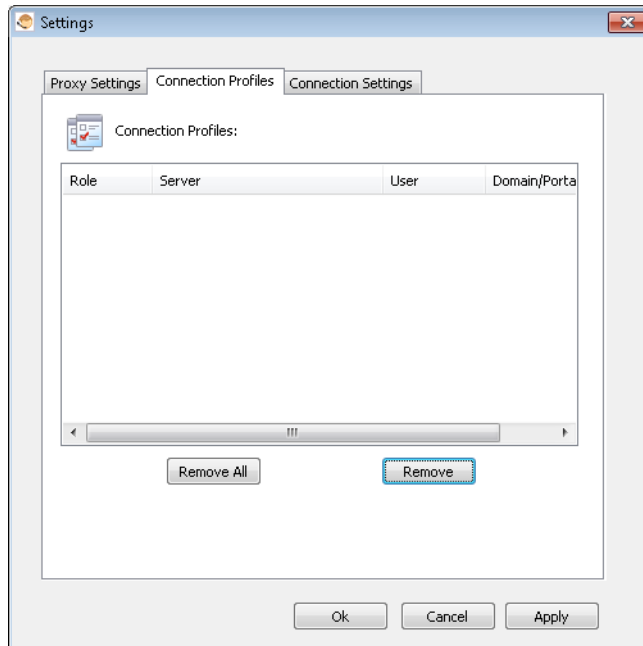 Settings
Proxy Settings Connection Profiles Connection Settings
Connection Profiles:
Role Server User Domain/Porta
Remove All Remove
Ok Cancel Apply